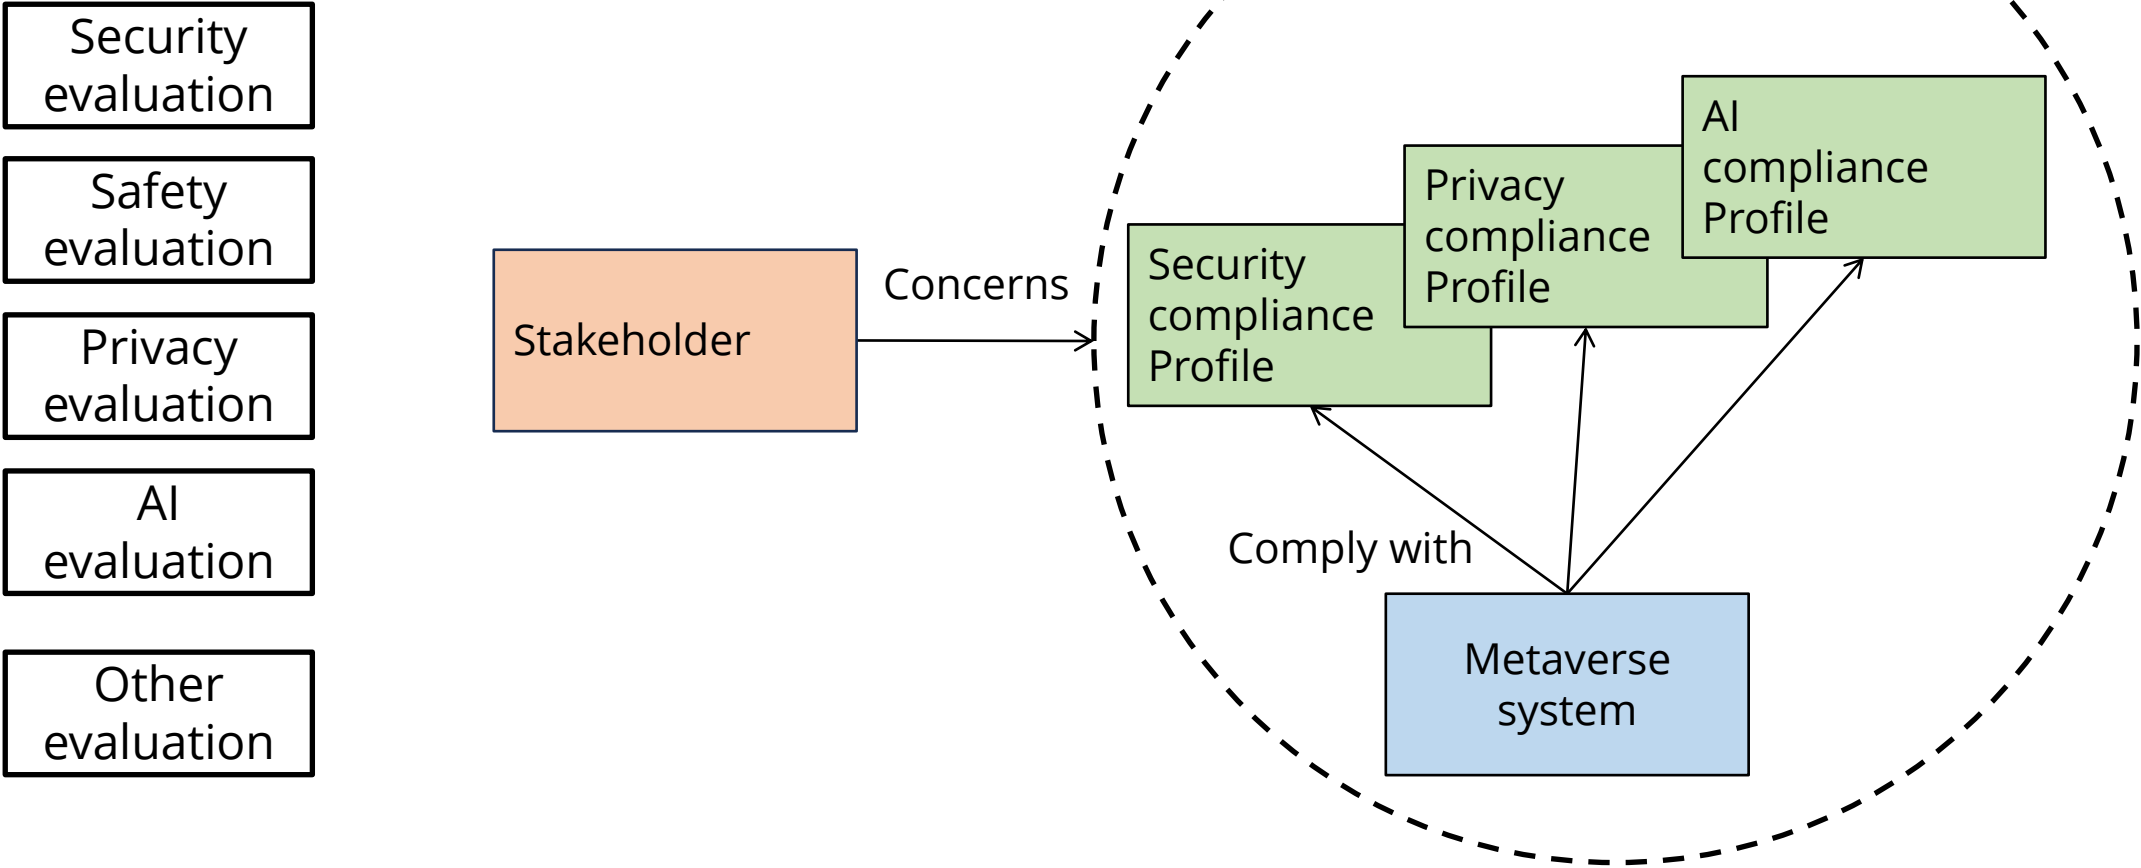 Security
evaluation
Safety
evaluation
Privacy
evaluation
AI
evaluation
Other
evaluation
Stakeholder
Concerns
Security
compliance
Profile
Privacy
compliance
Profile
AI
compliance
Profile
Comply with
Metaverse
system